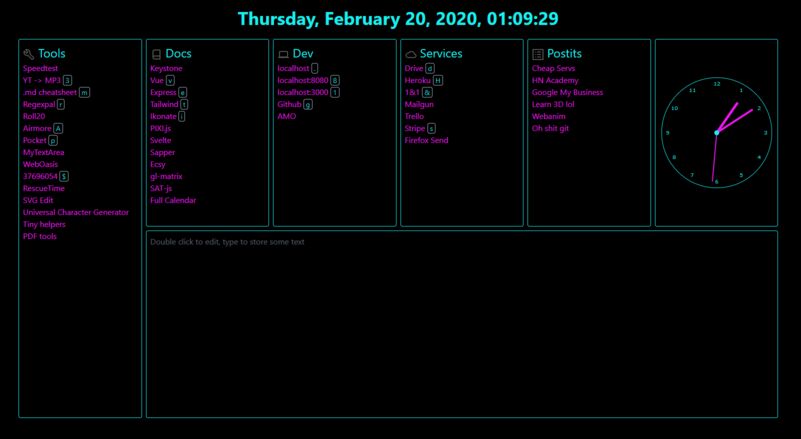 Thursday, February 20, 2020, 01:09:29
Tools
Speedtest
YT -> MP3 3
.md cheatsheet m
Regexpal r
Roll20
Airmore A
Pocket p
MyTextArea
WebOasis
37696054 $
RescueTime
SVG Edit
Universal Character Generator
Tiny helpers
PDF tools
Docs
Keystone
Vue v
Express e
Tailwind t
Ikonate i
PIXI.js
Svelte
Sapper
Ecsy
gl-matrix
SAT-js
Full Calendar
Dev
localhost .
localhost:8080 8
localhost:3000 1
Github g
AMO
Services
Drive d
Heroku H
1&1 &
Mailgun
Trello
Stripe s
Firefox Send
Postits
Cheap Servs
HN Academy
Google My Business
Learn 3D lol
Webanim
Oh shit git
12
1
2
3
4
5
6
7
8
9
10
11
Double click to edit, type to store some text